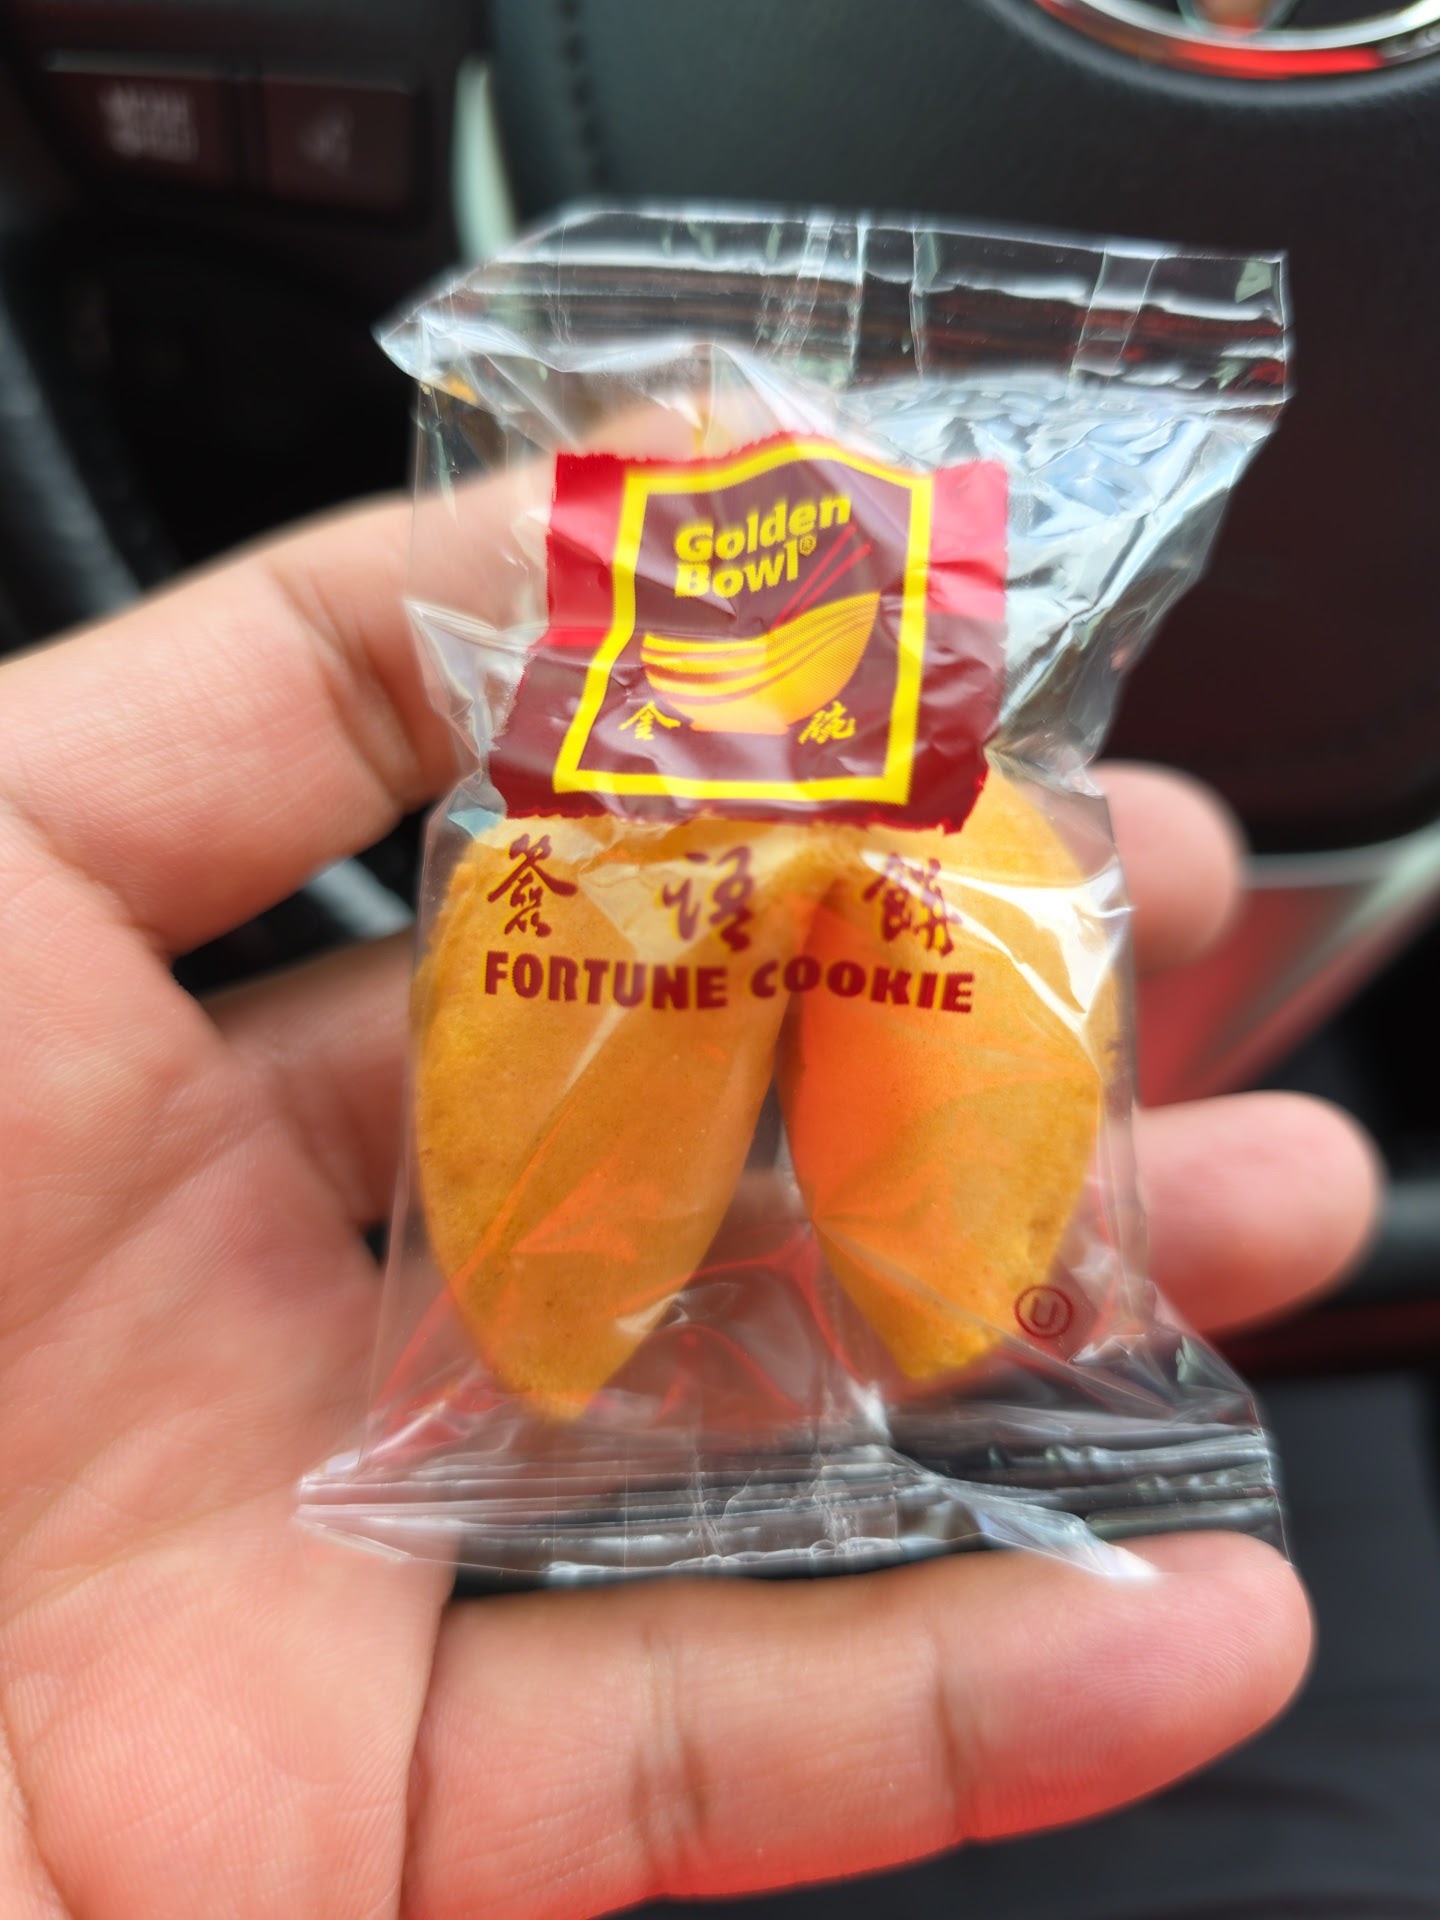 Golden
Bowl®
金 碗
簽 語 餅
FORTUNE COOKIE
U